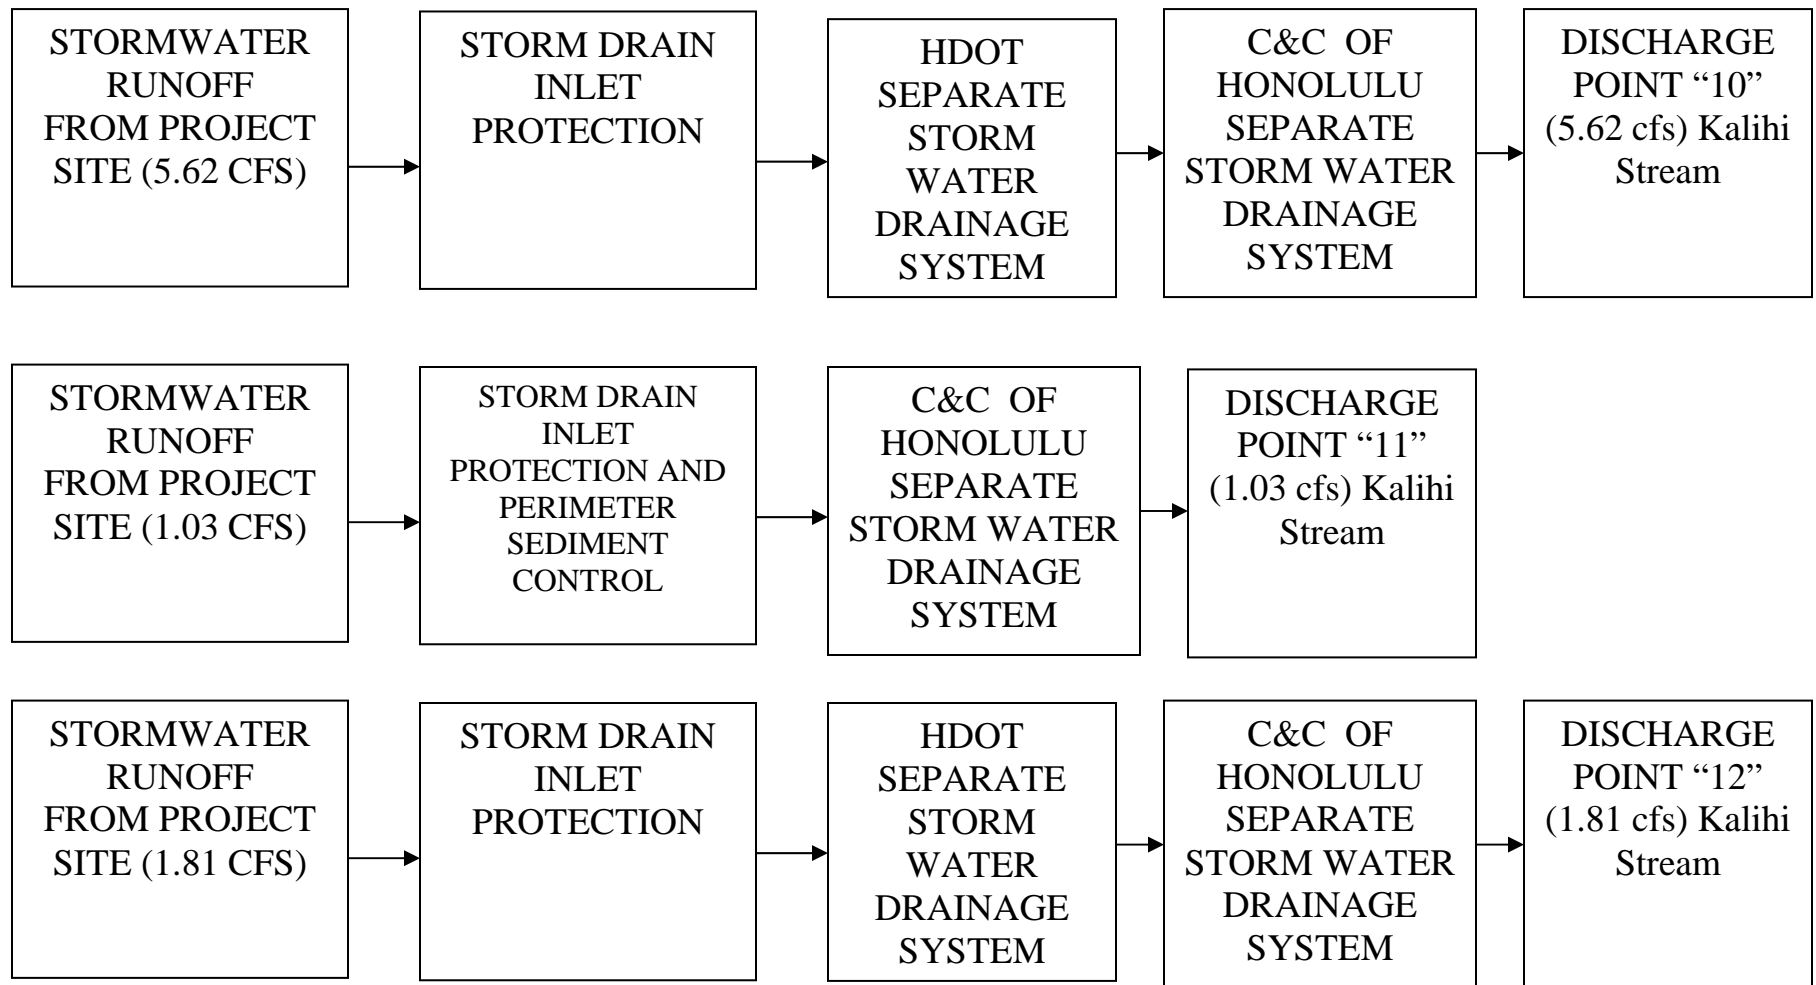 STORMWATER
RUNOFF
FROM PROJECT
SITE (5.62 CFS)
STORM DRAIN
INLET
PROTECTION
HDOT
SEPARATE
STORM
WATER
DRAINAGE
SYSTEM
C&C OF
HONOLULU
SEPARATE
STORM WATER
DRAINAGE
SYSTEM
DISCHARGE
POINT “10”
(5.62 cfs) Kalihi
Stream
STORMWATER
RUNOFF
FROM PROJECT
SITE (1.03 CFS)
STORM DRAIN
INLET
PROTECTION AND
PERIMETER
SEDIMENT
CONTROL
C&C OF
HONOLULU
SEPARATE
STORM WATER
DRAINAGE
SYSTEM
DISCHARGE
POINT “11”
(1.03 cfs) Kalihi
Stream
STORMWATER
RUNOFF
FROM PROJECT
SITE (1.81 CFS)
STORM DRAIN
INLET
PROTECTION
HDOT
SEPARATE
STORM
WATER
DRAINAGE
SYSTEM
C&C OF
HONOLULU
SEPARATE
STORM WATER
DRAINAGE
SYSTEM
DISCHARGE
POINT “12”
(1.81 cfs) Kalihi
Stream